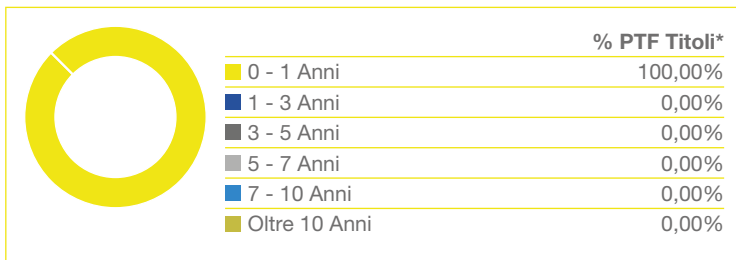 % PTF Titoli*
0 - 1 Anni 100,00%
1 - 3 Anni 0,00%
3 - 5 Anni 0,00%
5 - 7 Anni 0,00%
7 - 10 Anni 0,00%
Oltre 10 Anni 0,00%